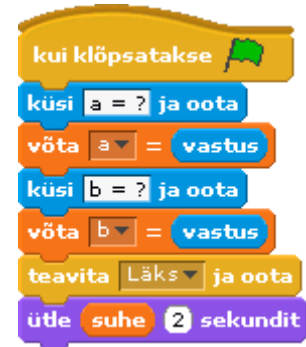 kui klõpsatakse
küsi a = ? ja oota
võta a = vastus
küsi b = ? ja oota
võta b = vastus
teavita Läks ja oota
ütle suhe 2 sekundit